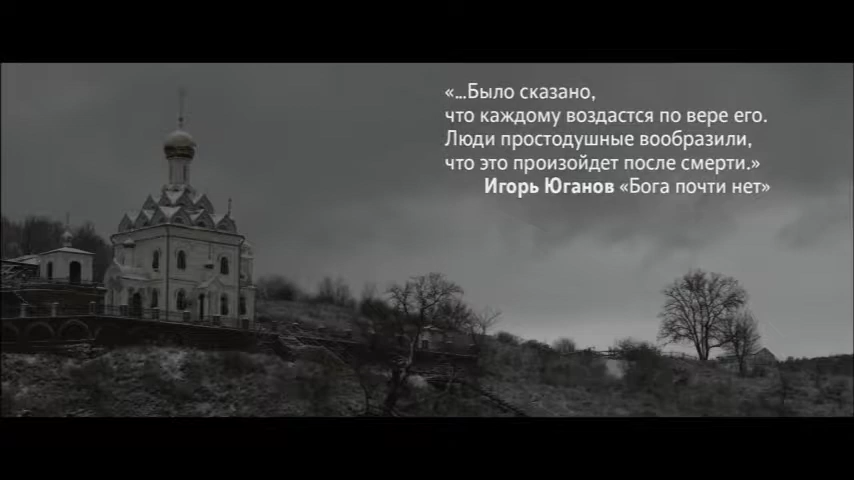 «...Было сказано,
что каждому воздастся по вере его.
Люди простодушные вообразили,
что это произойдет после смерти.»
Игорь Юганов «Бога почти нет»